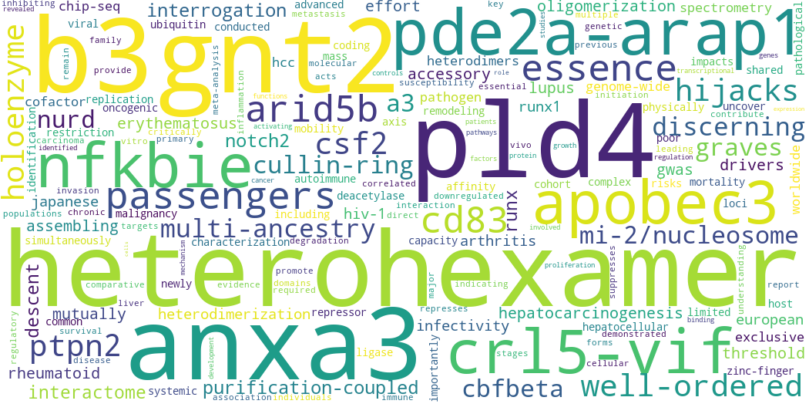 inhibiting chip-seq interrogation advanced effort key oligomerization spectrometry
revealed metastasis
viral ubiquitin conducted studies multiple
family b3gnt2 coding pde2a-arap1 pathological
remain meta-analysis genetic previous
provide hcc mass heterodimers impacts shared
molecular genes
holoenzyme acts accessory essence transcriptional
controls susceptibility role essential genome-wide hijacks
cofactor replication arid5b a3 pathogen lupus initiation
oncogenic inflammation remodeling physically uncover contribute
nurd erythematosus axis runx1 discerning
restriction critically mobility patients leading poor
carcinoma vitro notch2 csf2 pld4 vivo regulation graves
identified primary activating pathways protein growth
identification nfkbie cullin-ring factors gwas drivers worldwide
functions affinity cohort complex risks mortality
invasion cancer autoimmune correlated downregulated
japanese passengers deacetylase interaction runx apobec3 loci
populations chronic malignancy including hiv-1 direct cd83
assembling targets multi-ancestry involved mi-2/nucleosome
simultaneously characterization degradation capacity arthritis
mechanism heterohexamer proliferation expression
descent comparative evidence domains promote indicating suppresses understanding report
newly required major
liver represses hepatocarcinogenesis limited host
mutually heterodimerization repressor infectivity hepatocellular european
regulatory common anxa3 demonstrated binding
ptpn2 survival crl5-vif forms exclusive
disease development ligase importantly stages threshold
rheumatoid cellular zinc-finger
interactome systemic purification-coupled cbfbeta well-ordered
association individuals immune